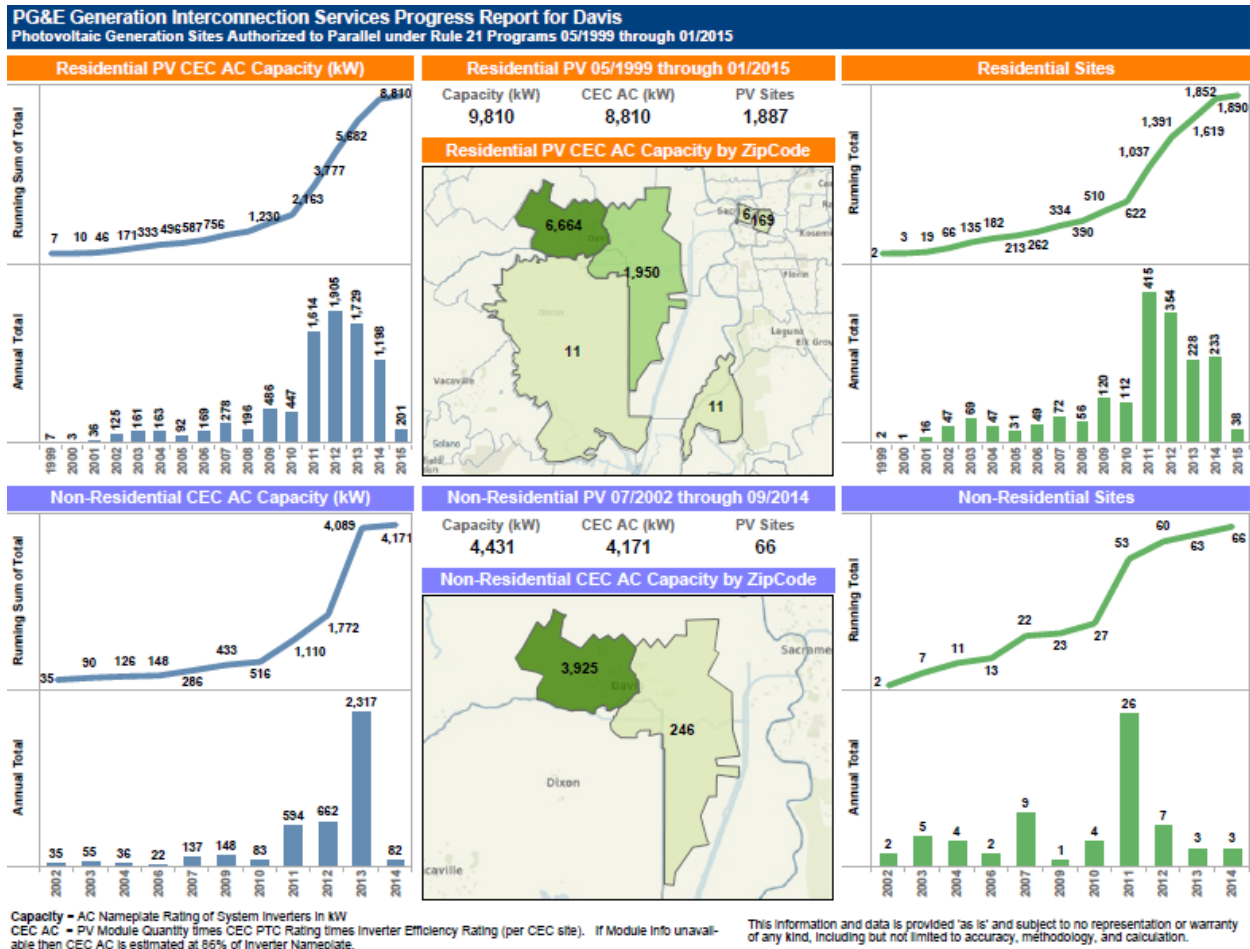 PG&E Generation Interconnection Services Progress Report for Davis
Photovoltaic Generation Sites Authorized to Parallel under Rule 21 Programs 05/1999 through 01/2015
Residential PV CEC AC Capacity (kW)
Running Sum of Total
7 10 46 171 333 496 587 756 1,230 2,163 3,777 5,682 8,810
Annual Total
7 3 36 125 161 163 92 169 278 196 486 447 1,614 1,905 1,729 1,198 201
1999 2000 2001 2002 2003 2004 2005 2006 2007 2008 2009 2010 2011 2012 2013 2014 2015
Residential PV 05/1999 through 01/2015
Capacity (kW) CEC AC (kW) PV Sites
9,810 8,810 1,887
Residential PV CEC AC Capacity by ZipCode
6,664
1,950
6 169
11
11
Vacaville
Solano
Florin
Laguna
Elk Grov
Kosem
Residential Sites
Running Total
2 3 19 66 135 182 213 262 334 390 510 622 1,037 1,391 1,619 1,852 1,890
Annual Total
2 1 16 47 69 47 31 49 72 56 120 112 415 354 228 233 38
1999 2000 2001 2002 2003 2004 2005 2006 2007 2008 2009 2010 2011 2012 2013 2014 2015
Non-Residential CEC AC Capacity (kW)
Running Sum of Total
35 90 126 148 286 433 516 1,110 1,772 4,089 4,171
Annual Total
35 55 36 22 137 148 83 594 662 2,317 82
2002 2003 2004 2006 2007 2009 2010 2011 2012 2013 2014
Non-Residential PV 07/2002 through 09/2014
Capacity (kW) CEC AC (kW) PV Sites
4,431 4,171 66
Non-Residential CEC AC Capacity by ZipCode
3,925
246
Davi
Sacrame
Dixon
acaville
Non-Residential Sites
Running Total
2 7 11 13 22 23 27 53 60 63 66
Annual Total
2 5 4 2 9 1 4 26 7 3 3
2002 2003 2004 2006 2007 2009 2010 2011 2012 2013 2014
Capacity = AC Nameplate Rating of System Inverters in kW
CEC AC = PV Module Quantity times CEC PTC Rating times Inverter Efficiency Rating (per CEC site). If Module Info unavail-
able then CEC AC is estimated at 86% of Inverter Nameplate.
This information and data is provided 'as is' and subject to no representation or warranty
of any kind, including but not limited to accuracy, methodology, and calculation.